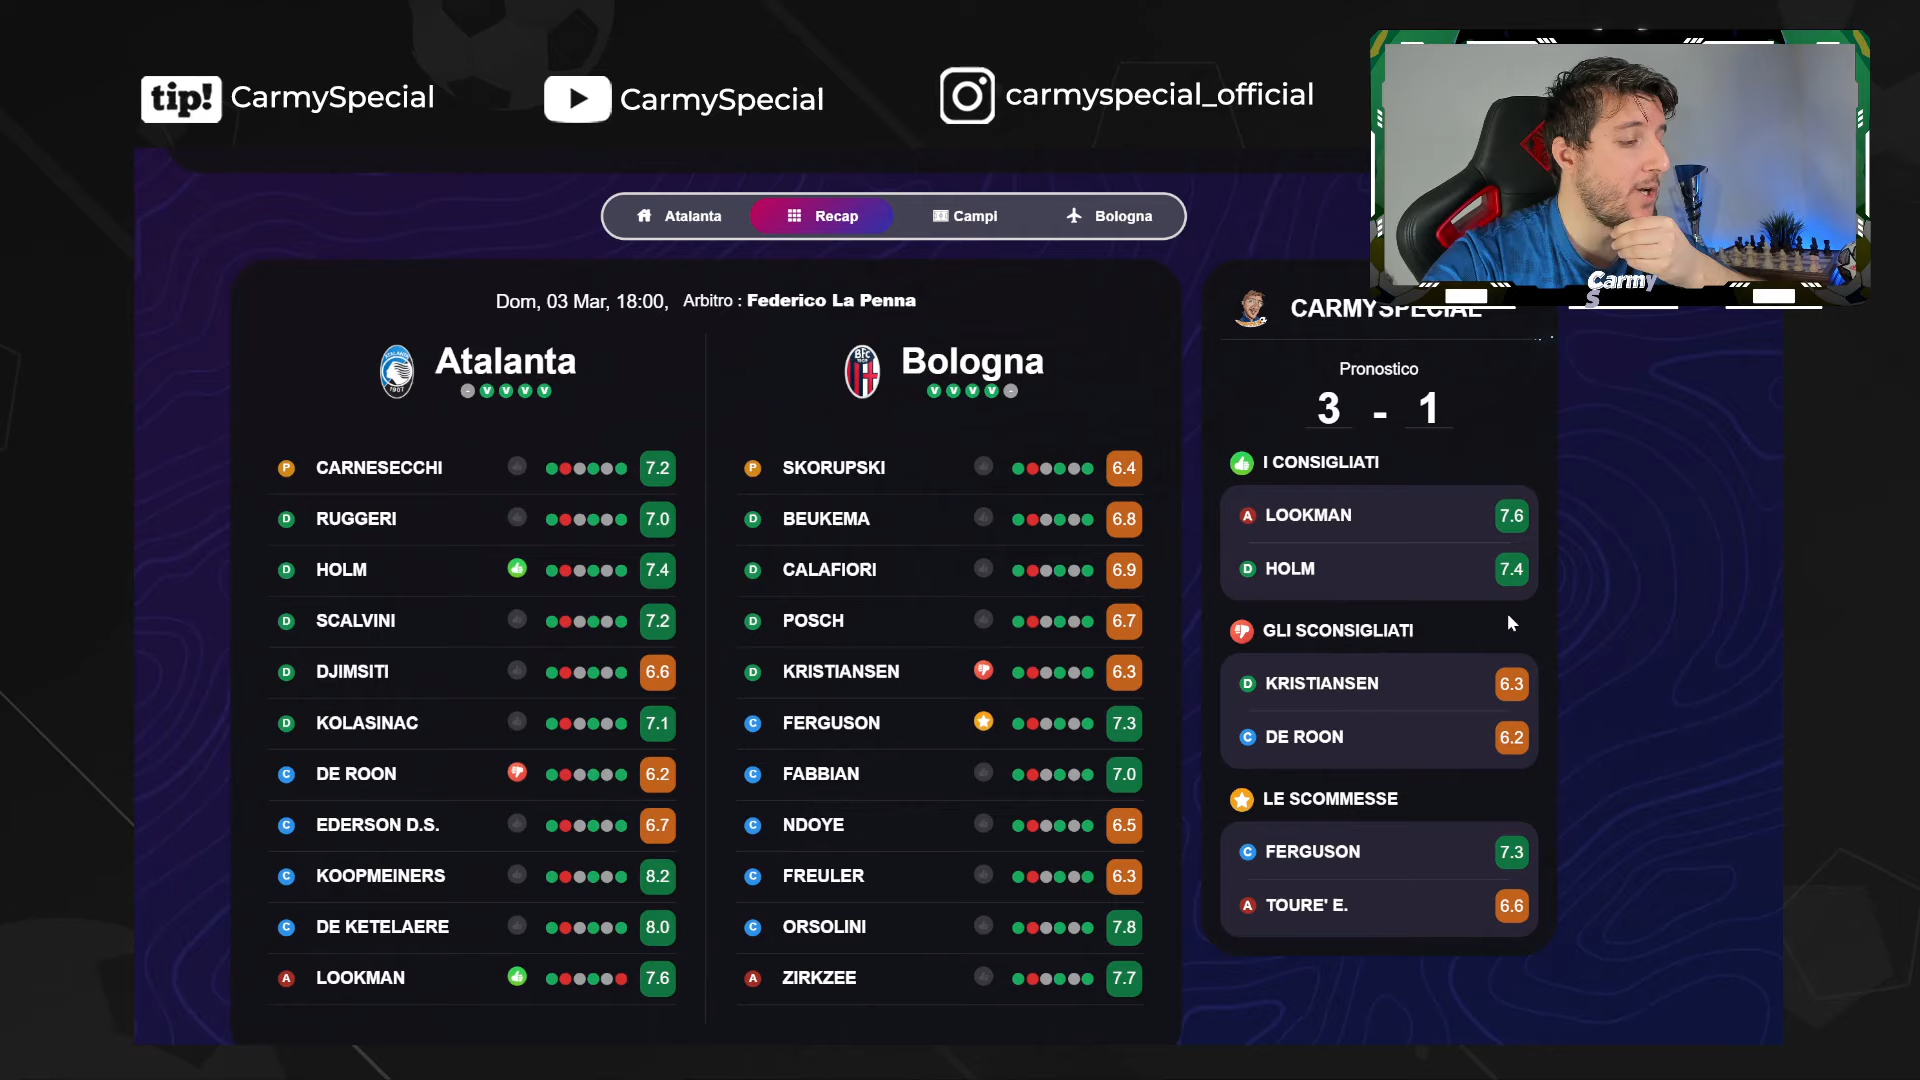 tip! CarmySpecial
CarmySpecial
carmyspecial_official
Carmy
S
Atalanta
Recap
Campi
Bologna
Dom, 03 Mar, 18:00, Arbitro : Federico La Penna
Atalanta
- V V V V
P CARNESECCHI 7.2
D RUGGERI 7.0
D HOLM 7.4
D SCALVINI 7.2
D DJIMSITI 6.6
D KOLASINAC 7.1
C DE ROON 6.2
C EDERSON D.S. 6.7
C KOOPMEINERS 8.2
C DE KETELAERE 8.0
A LOOKMAN 7.6
Bologna
V V V V -
P SKORUPSKI 6.4
D BEUKEMA 6.8
D CALAFIORI 6.9
D POSCH 6.7
D KRISTIANSEN 6.3
C FERGUSON 7.3
C FABBIAN 7.0
C NDOYE 6.5
C FREULER 6.3
C ORSOLINI 7.8
A ZIRKZEE 7.7
CARMYSPECIAL
Pronostico
3 - 1
I CONSIGLIATI
A LOOKMAN 7.6
D HOLM 7.4
GLI SCONSIGLIATI
D KRISTIANSEN 6.3
C DE ROON 6.2
LE SCOMMESSE
C FERGUSON 7.3
A TOURE' E. 6.6